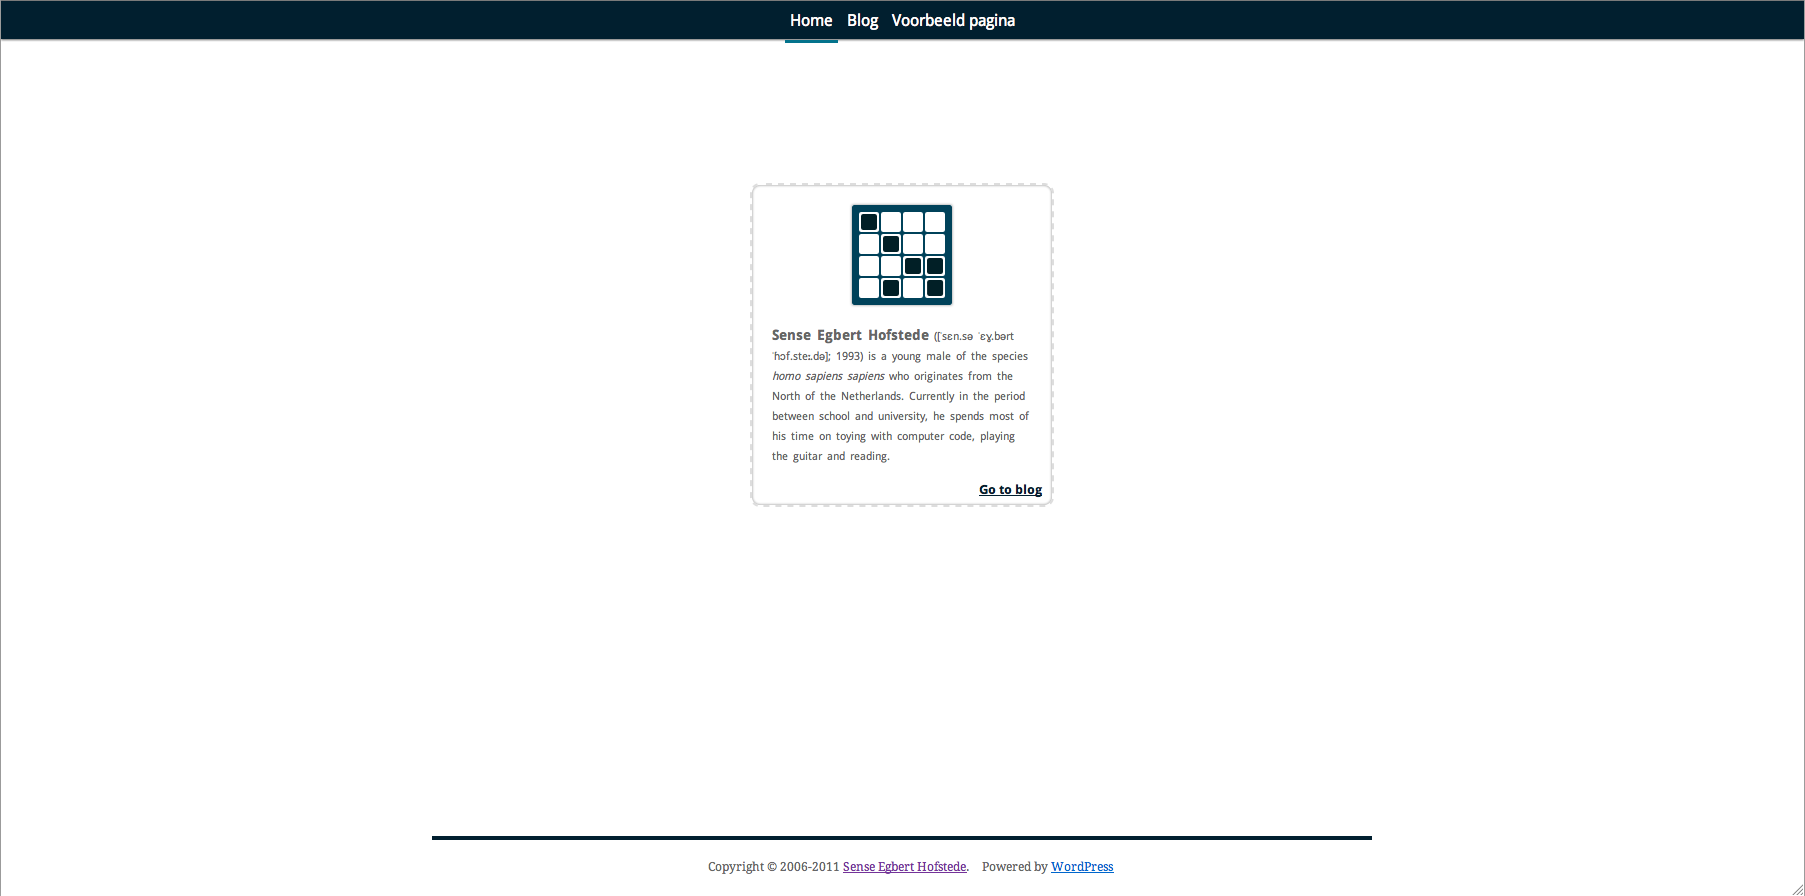 Home Blog Voorbeeld pagina
Sense Egbert Hofstede ([ˈsɛn.sə ˈɛɣ.bərt
ˈhɔf.steː.də]; 1993) is a young male of the species
homo sapiens sapiens who originates from the
North of the Netherlands. Currently in the period
between school and university, he spends most of
his time on toying with computer code, playing
the guitar and reading.
Go to blog
Copyright © 2006-2011 Sense Egbert Hofstede. Powered by WordPress